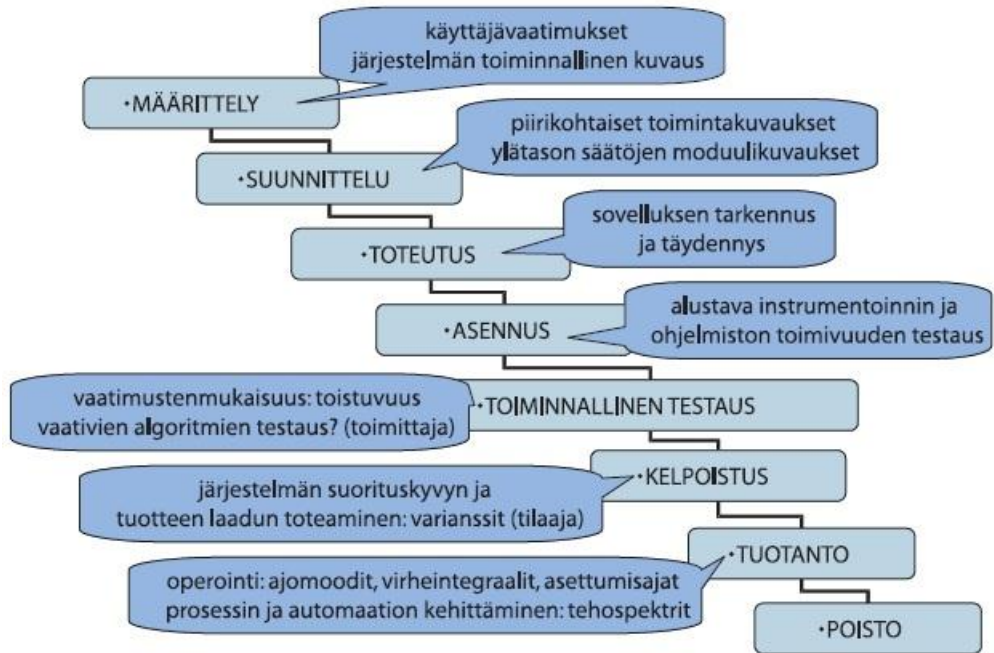 käyttäjävaatimukset
järjestelmän toiminnallinen kuvaus
•MÄÄRITTELY
piirikohtaiset toimintakuvaukset
ylätason säätöjen moduulikuvaukset
•SUUNNITTELU
sovelluksen tarkennus
ja täydennys
•TOTEUTUS
alustava instrumentoinnin ja
ohjelmiston toimivuuden testaus
•ASENNUS
vaatimustenmukaisuus: toistuvuus
vaativien algoritmien testaus? (toimittaja)
•TOIMINNALLINEN TESTAUS
järjestelmän suorituskyvyn ja
tuotteen laadun toteaminen: varianssit (tilaaja)
•KELPOISTUS
operointi: ajomoodit, virheintegraalit, asettumisajat
prosessin ja automaation kehittäminen: tehospektrit
•TUOTANTO
•POISTO